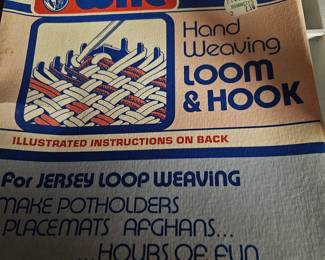 Hand
Weaving
LOOM
& HOOK
ILLUSTRATED INSTRUCTIONS ON BACK
For JERSEY LOOP WEAVING
MAKE POTHOLDERS
PLACEMATS AFGHANS...
...HOURS OF FUN